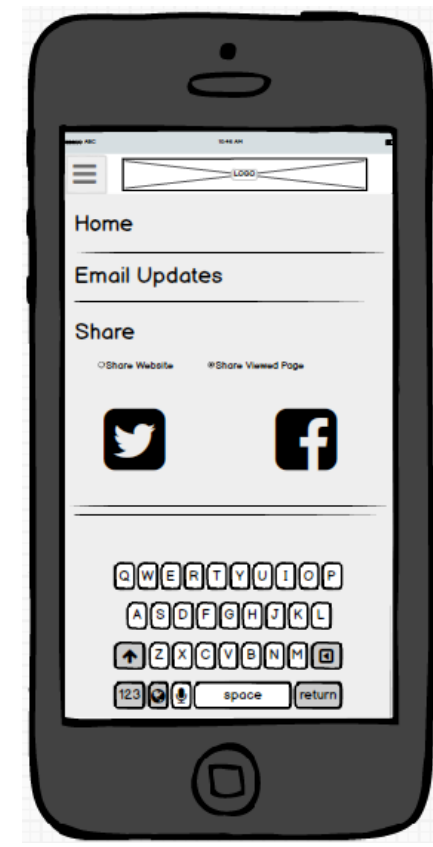 ABC 10:46 AM
LOGO
Home
Email Updates
Share
Share Website Share Viewed Page
Q W E R T Y U I O P
A S D F G H J K L
Z X C V B N M
123 space return